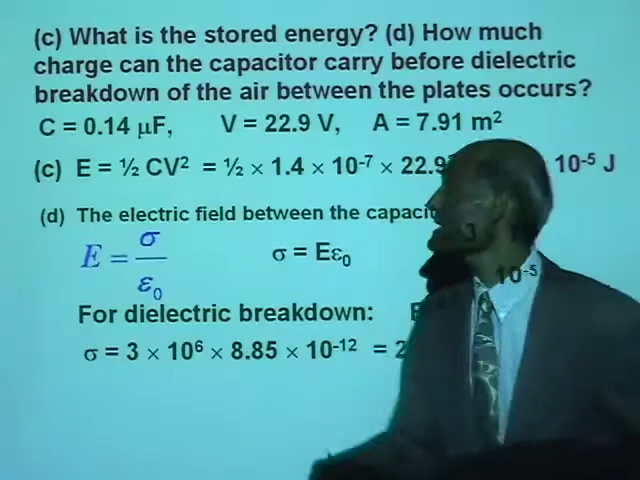 (c) What is the stored energy? (d) How much
charge can the capacitor carry before dielectric
breakdown of the air between the plates occurs?
C = 0.14 μF, V = 22.9 V, A = 7.91 m²
(c) E = ½ CV² = ½ × 1.4 × 10⁻⁷ × 22.9 10⁻⁵ J
(d) The electric field between the
E = σ/ε₀ σ = Eε₀
For dielectric breakdown:
σ = 3 × 10⁶ × 8.85 × 10⁻¹² = 2 10⁻⁵